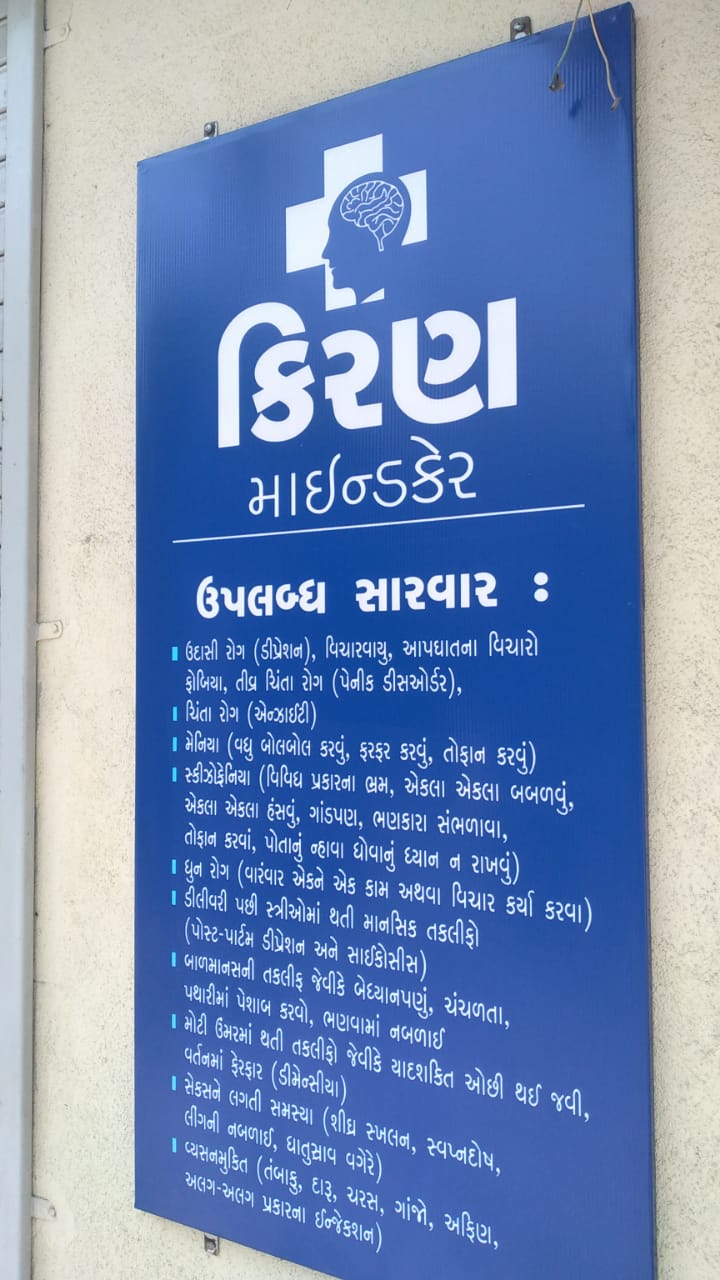 કિરણ
માઈન્ડકેર
ઉપલબ્ધ સારવાર :
ઉદાસી રોગ (ડીપ્રેશન), વિચારવાયુ, આપઘાતના વિચારો
ફોબિયા, તીવ્ર ચિંતા રોગ (પેનીક ડીસઓર્ડર),
ચિંતા રોગ (એન્ઝાઈટી)
મેનિયા (વધુ બોલબોલ કરવું, ફરફર કરવું, તોફાન કરવું)
સ્કીઝોફેનિયા (વિવિધ પ્રકારના ભ્રમ, એકલા એકલા બબળવું,
એકલા એકલા હંસવું, ગાંડપણ, ભણકારા સંભળાવા,
તોફાન કરવાં, પોતાનું ન્હાવા ધોવાનું ધ્યાન ન રાખવું)
ધુન રોગ (વારંવાર એકને એક કામ અથવા વિચાર કર્યા કરવા)
ડીલીવરી પછી સ્ત્રીઓમાં થતી માનસિક તકલીફો
(પોસ્ટ-પાર્ટમ ડીપ્રેશન અને સાઈકોસીસ)
બાળમાનસની તકલીફ જેવીકે બેધ્યાનપણું, ચંચળતા,
પથારીમાં પેશાબ કરવો, ભણવામાં નબળાઈ
મોટી ઉમરમાં થતી તકલીફો જેવીકે યાદશકિત ઓછી થઈ જવી,
વર્તનમાં ફેરફાર (ડીમેન્સીયા)
સેકસને લગતી સમસ્યા (શીઘ્ર સ્ખલન, સ્વપ્નદોષ,
લીંગની નબળાઈ, ધાતુસ્રાવ વગેરે)
વ્યસનમુકિત (તંબાકુ, દારૂ, ચરસ, ગાંજો, અફિણ,
અલગ-અલગ પ્રકારના ઈન્જેકશન)